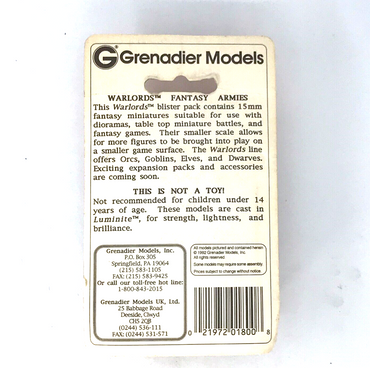 G Grenadier Models
WARLORDS™ FANTASY ARMIES
This Warlords™ blister pack contains 15mm
fantasy miniatures suitable for use with
dioramas, table top miniature battles, and
fantasy games. Their smaller scale allows
for more figures to be brought into play on
a smaller game surface. The Warlords line
offers Orcs, Goblins, Elves, and Dwarves.
Exciting expansion packs and accessories
are coming soon.
THIS IS NOT A TOY!
Not recommended for children under 14
years of age. These models are cast in
Luminite™, for strength, lightness, and
brilliance.
Grenadier Models, Inc.
P.O. Box 305
Springfield, PA 19064
(215) 583-1105
FAX: (215) 583-9425
Or call our toll-free hot line:
1-800-843-2015
Grenadier Models UK, Ltd.
25 Babbage Road
Deeside, Clwyd
CH5 2QB
(0244) 536-111
FAX: (0244) 531-571
All models pictured and contained herein
© 1992 Grenadier Models, Inc.
All rights reserved
Some models may require some assembly.
Prices subject to change without notice
0 21972 01800 8